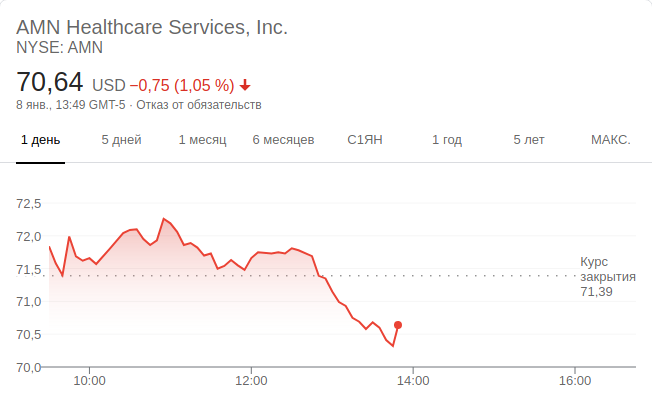 AMN Healthcare Services, Inc.
NYSE: AMN
70,64 USD −0,75 (1,05 %)
8 янв., 13:49 GMT-5 · Отказ от обязательств
1 день 5 дней 1 месяц 6 месяцев С1ЯН 1 год 5 лет МАКС.
72,5
72,0
71,5
71,0
70,5
70,0
Курс
закрытия
71,39
10:00 12:00 14:00 16:00